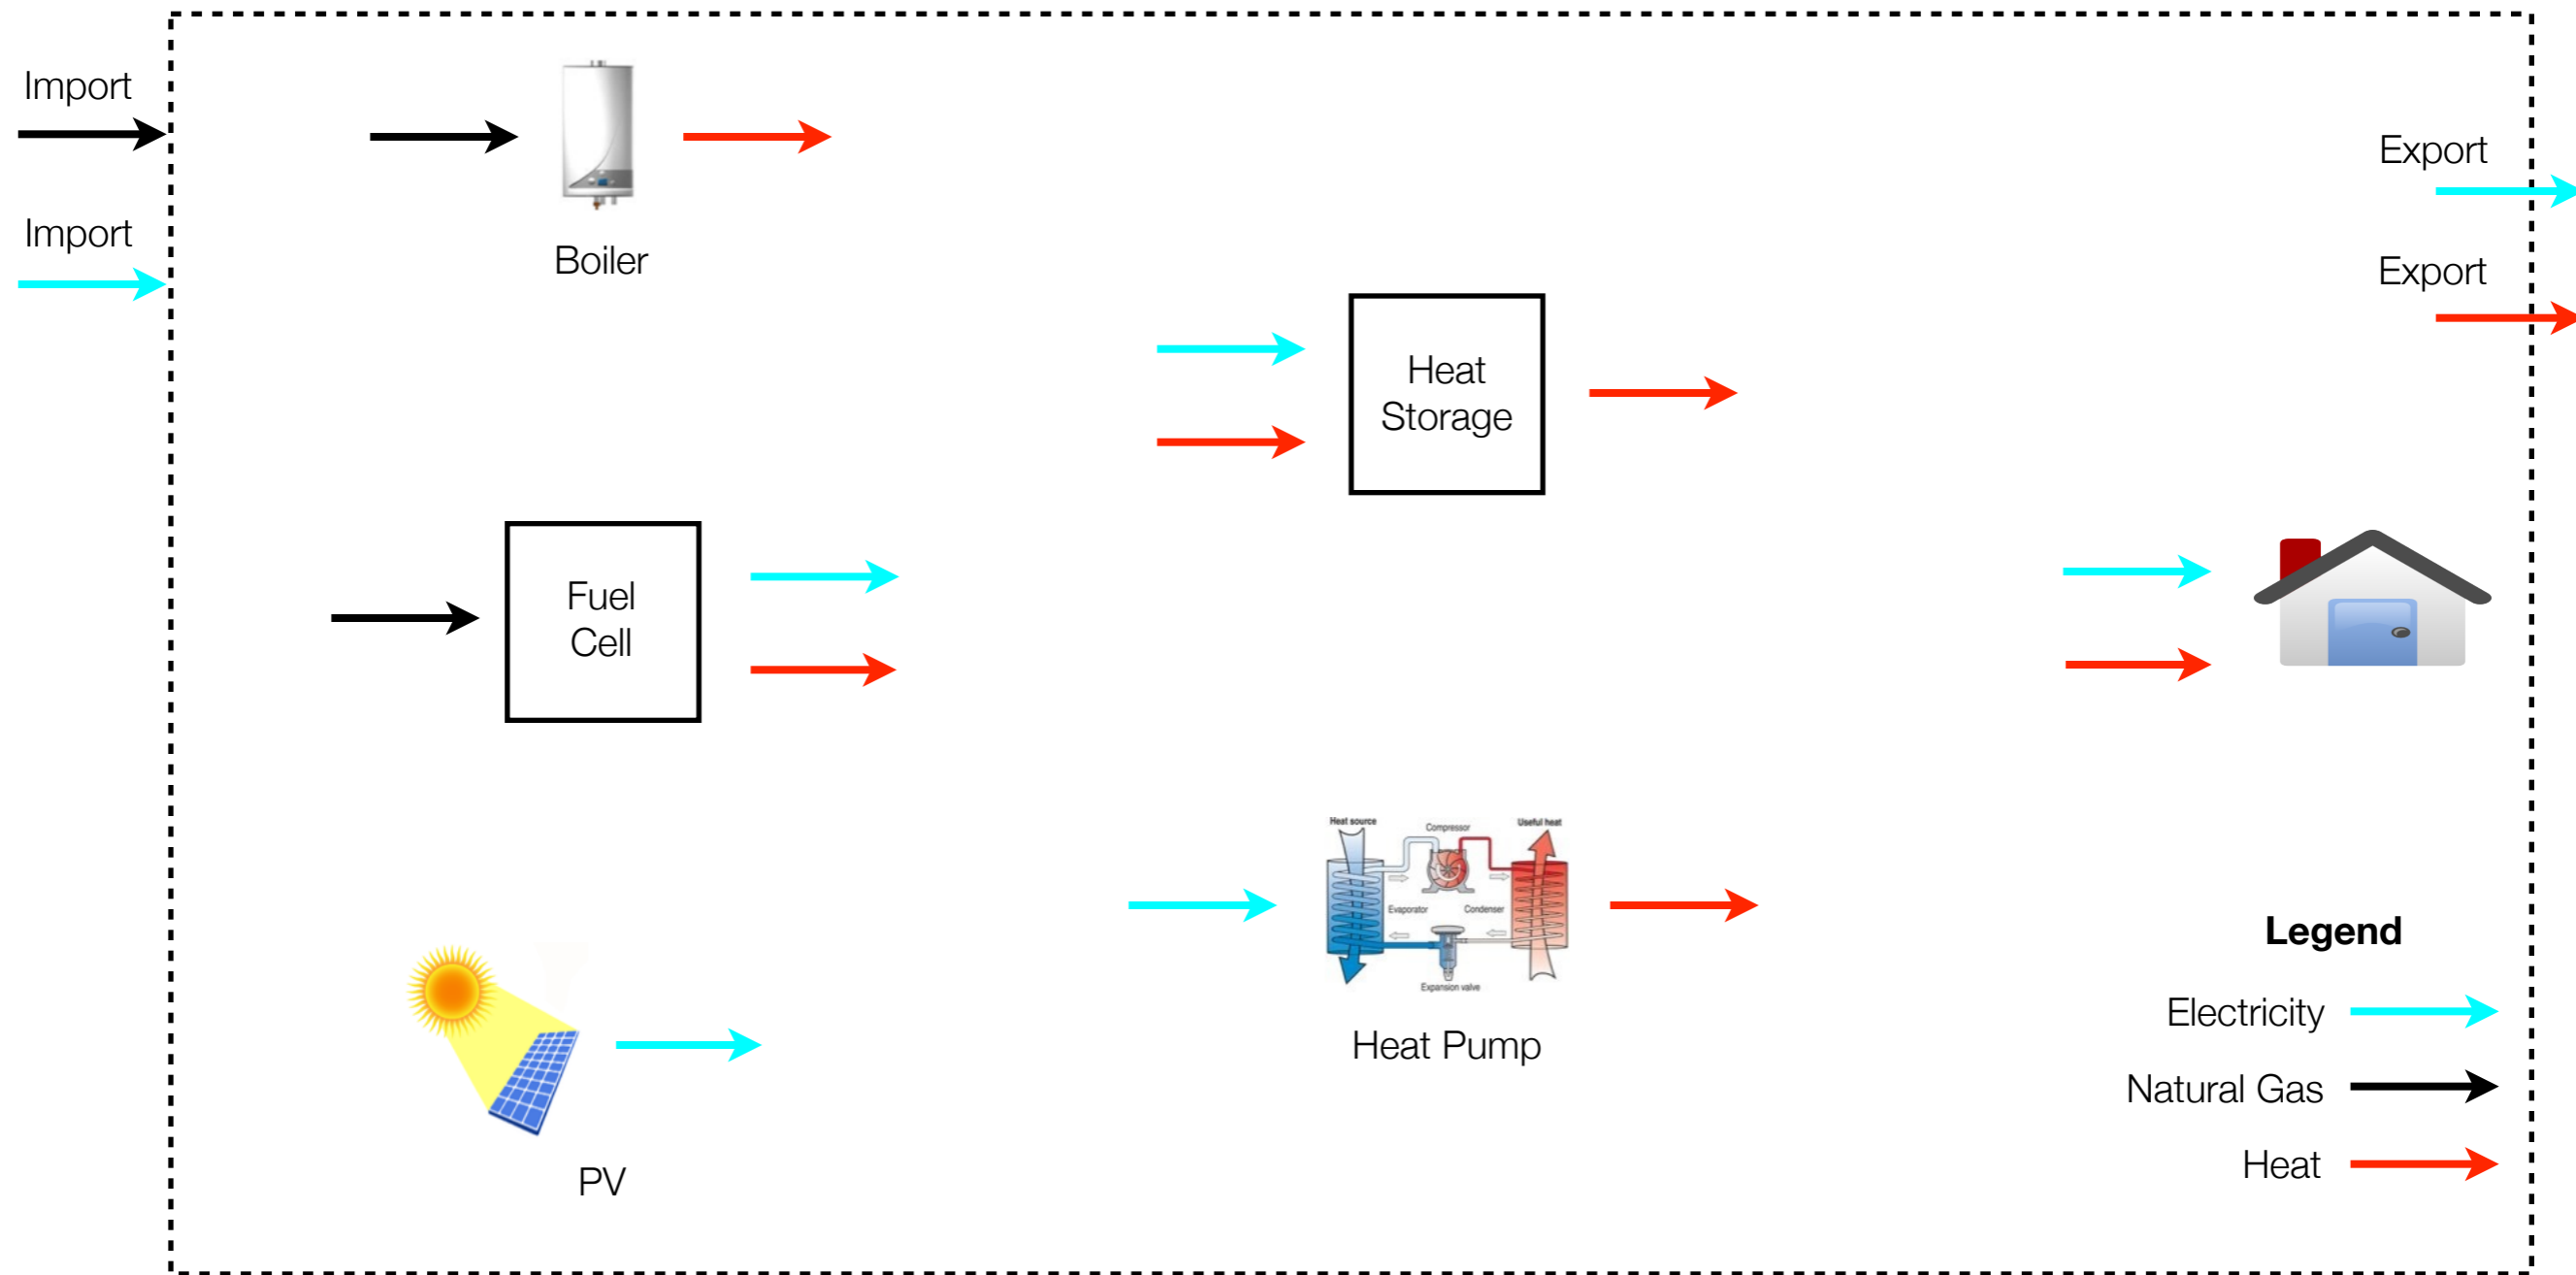 Import
Import
Boiler
Export
Export
Heat
Storage
Fuel
Cell
Heat source
Compressor
Useful heat
Evaporator
Condenser
Expansion valve
Heat Pump
PV
Legend
Electricity
Natural Gas
Heat